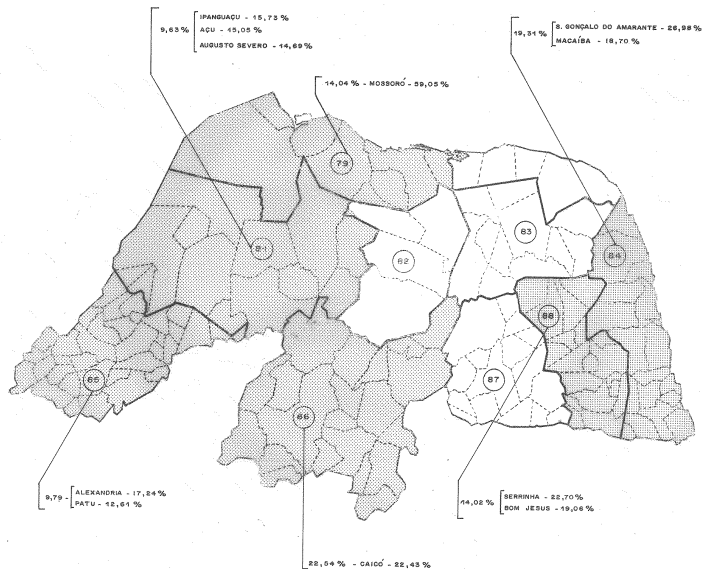 9,63 %
IPANGUAÇU - 15,73 %
AÇU - 15,05 %
AUGUSTO SEVERO - 14,69 %
19,31 %
S. GONÇALO DO AMARANTE - 26,98 %
MACAÍBA - 18,70 %
14,04 % - MOSSORÓ - 59,05 %
79
81
82
83
84
85
86
87
88
9,79 -
ALEXANDRIA - 17,24 %
PATU - 12,61 %
14,02 %
SERRINHA - 22,70 %
BOM JESUS - 19,06 %
22,54 % - CAICÓ - 22,43 %